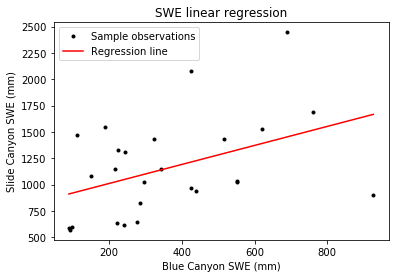 SWE linear regression
Sample observations
Regression line
Slide Canyon SWE (mm)
2500
2250
2000
1750
1500
1250
1000
750
500
200
400
600
800
Blue Canyon SWE (mm)